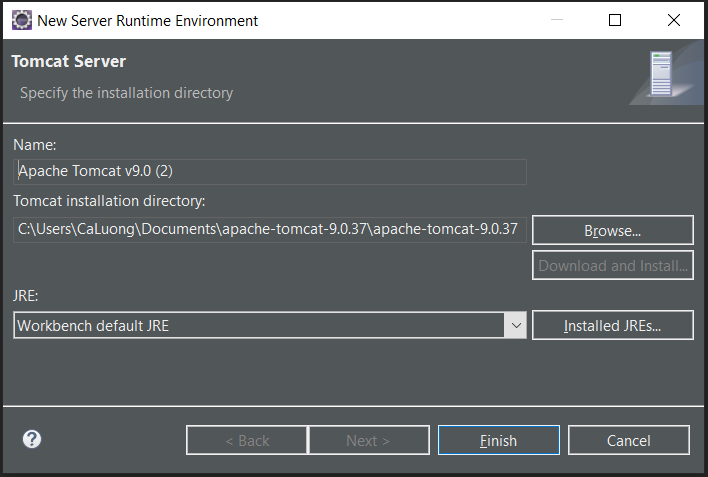 New Server Runtime Environment
Tomcat Server
Specify the installation directory
Name:
Apache Tomcat v9.0 (2)
Tomcat installation directory:
C:\Users\CaLuong\Documents\apache-tomcat-9.0.37\apache-tomcat-9.0.37
Browse...
Download and Install...
JRE:
Workbench default JRE
Installed JREs...
?
< Back
Next >
Finish
Cancel